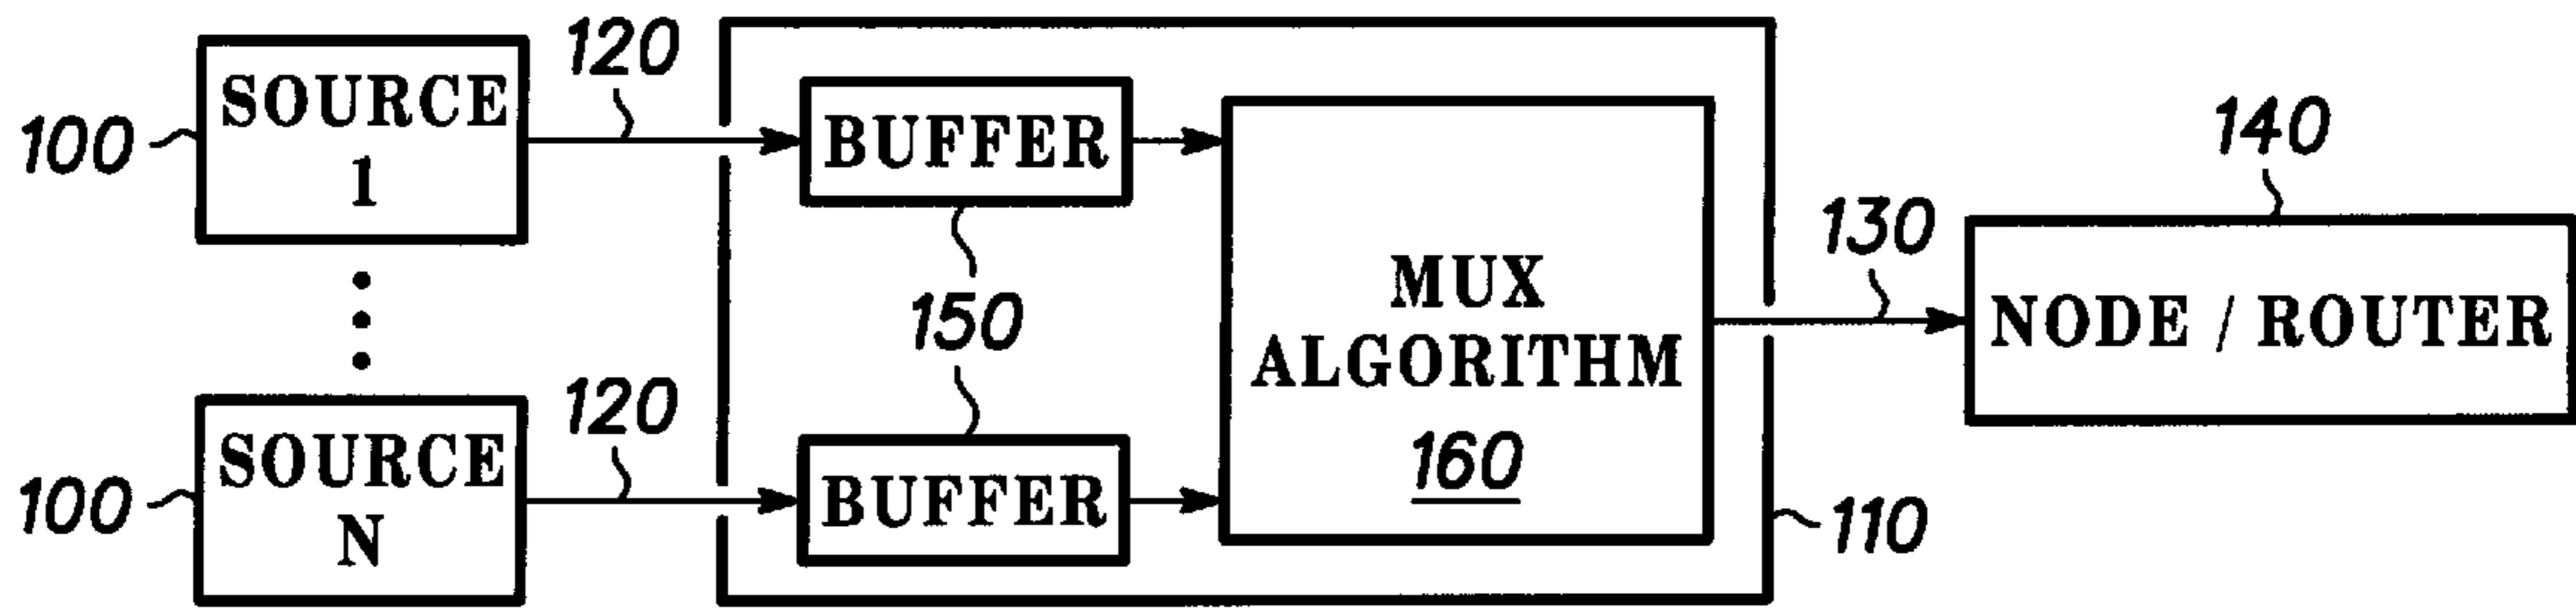 120
SOURCE
1
100
BUFFER
140
130
150
MUX
ALGORITHM
160
NODE / ROUTER
120
SOURCE
N
100
BUFFER
110